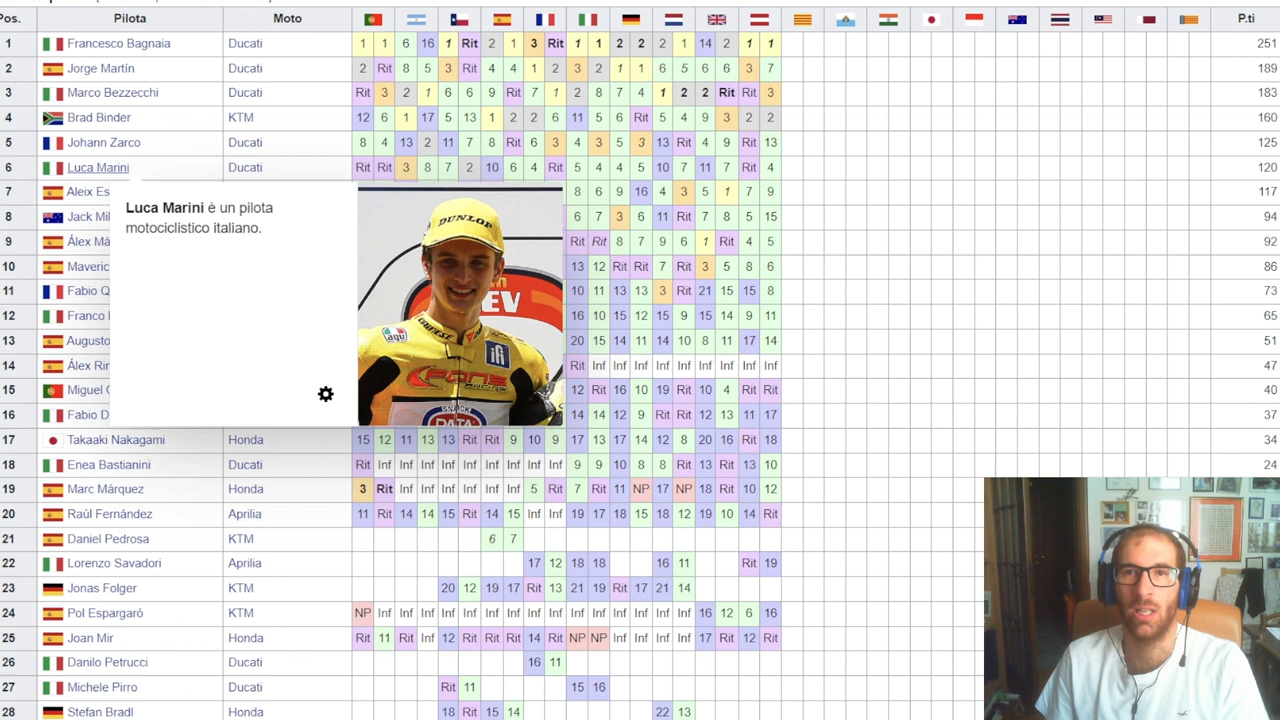 Pos. Pilota Moto P.ti
1 Francesco Bagnaia Ducati 1 1 6 16 1 Rit 2 1 3 Rit 1 1 2 2 2 1 14 2 1 1 251
2 Jorge Martín Ducati 2 Rit 8 5 3 Rit 4 4 1 2 3 2 1 1 6 5 6 6 3 7 189
3 Marco Bezzecchi Ducati Rit 3 2 1 6 6 Rit 7 1 2 8 7 4 1 2 2 Rit Rit 3 183
4 Brad Binder KTM 12 6 1 17 5 13 2 2 6 11 5 6 Rit 5 4 9 3 2 2 160
5 Johann Zarco Ducati 8 4 13 2 11 7 Rit 6 3 4 3 5 3 13 Rit 4 9 Rit 13 125
6 Luca Marini Ducati Rit Rit 3 8 7 2 10 6 4 Rit 5 4 4 5 10 7 11 7 Rit 4 120
7 Aleix Es 8 6 9 16 4 3 5 1 117
8 Jack Mil 7 3 6 11 Rit 7 8 94
9 Álex Má Rit Rit 8 7 6 1 Rit 92
10 Maveric 13 12 Rit Rit 7 Rit 3 5 8 6 86
11 Fabio Q 10 11 13 13 3 Rit 21 15 8 73
12 Franco 16 10 15 12 15 9 15 14 11 65
13 Augusto 20 15 14 11 14 10 8 11 17 14 51
14 Álex Rin Rit Inf Inf Inf Inf Inf Inf Inf Inf Inf 47
15 Miguel 12 Rit 16 10 19 Rit 10 4 Rit Rit 40
16 Fabio D 14 14 12 9 Rit Rit 12 13 11 17 37
Luca Marini è un pilota
motociclistico italiano.
DUNLOP
17 Takaaki Nakagami Honda 15 12 11 13 13 Rit Rit 9 10 9 17 13 17 14 12 8 20 16 Rit 18 34
18 Enea Bastianini Ducati Rit Inf Inf Inf Inf Inf Inf Inf Inf Inf 9 9 10 8 8 Rit 13 Rit 13 10 24
19 Marc Márquez Honda 3 Rit Inf Inf Inf Inf Inf 5 Rit 7 Rit 11 NP 17 NP 18 Rit 12
20 Raúl Fernández Aprilia 11 Rit 14 14 15 Rit 14 15 Inf Inf 19 17 18 15 18 12 19 10 Rit
21 Daniel Pedrosa KTM 6 7
22 Lorenzo Savadori Aprilia 17 12 18 18 16 11 Rit 19
23 Jonas Folger KTM 20 12 17 Rit 13 19 Rit 17 21 14
24 Pol Espargaró KTM NP Inf Inf Inf Inf Inf Inf Inf Inf Inf Inf Inf Inf Inf Inf Inf 16 12 16
25 Joan Mir Honda Rit 11 Inf 12 Rit Rit Rit 14 Rit NP Inf Inf Inf Inf 17 Rit Rit
26 Danilo Petrucci Ducati 16 11
27 Michele Pirro Ducati Rit 11 15 16
28 Stefan Bradl Honda 18 Rit 15 14 22 13